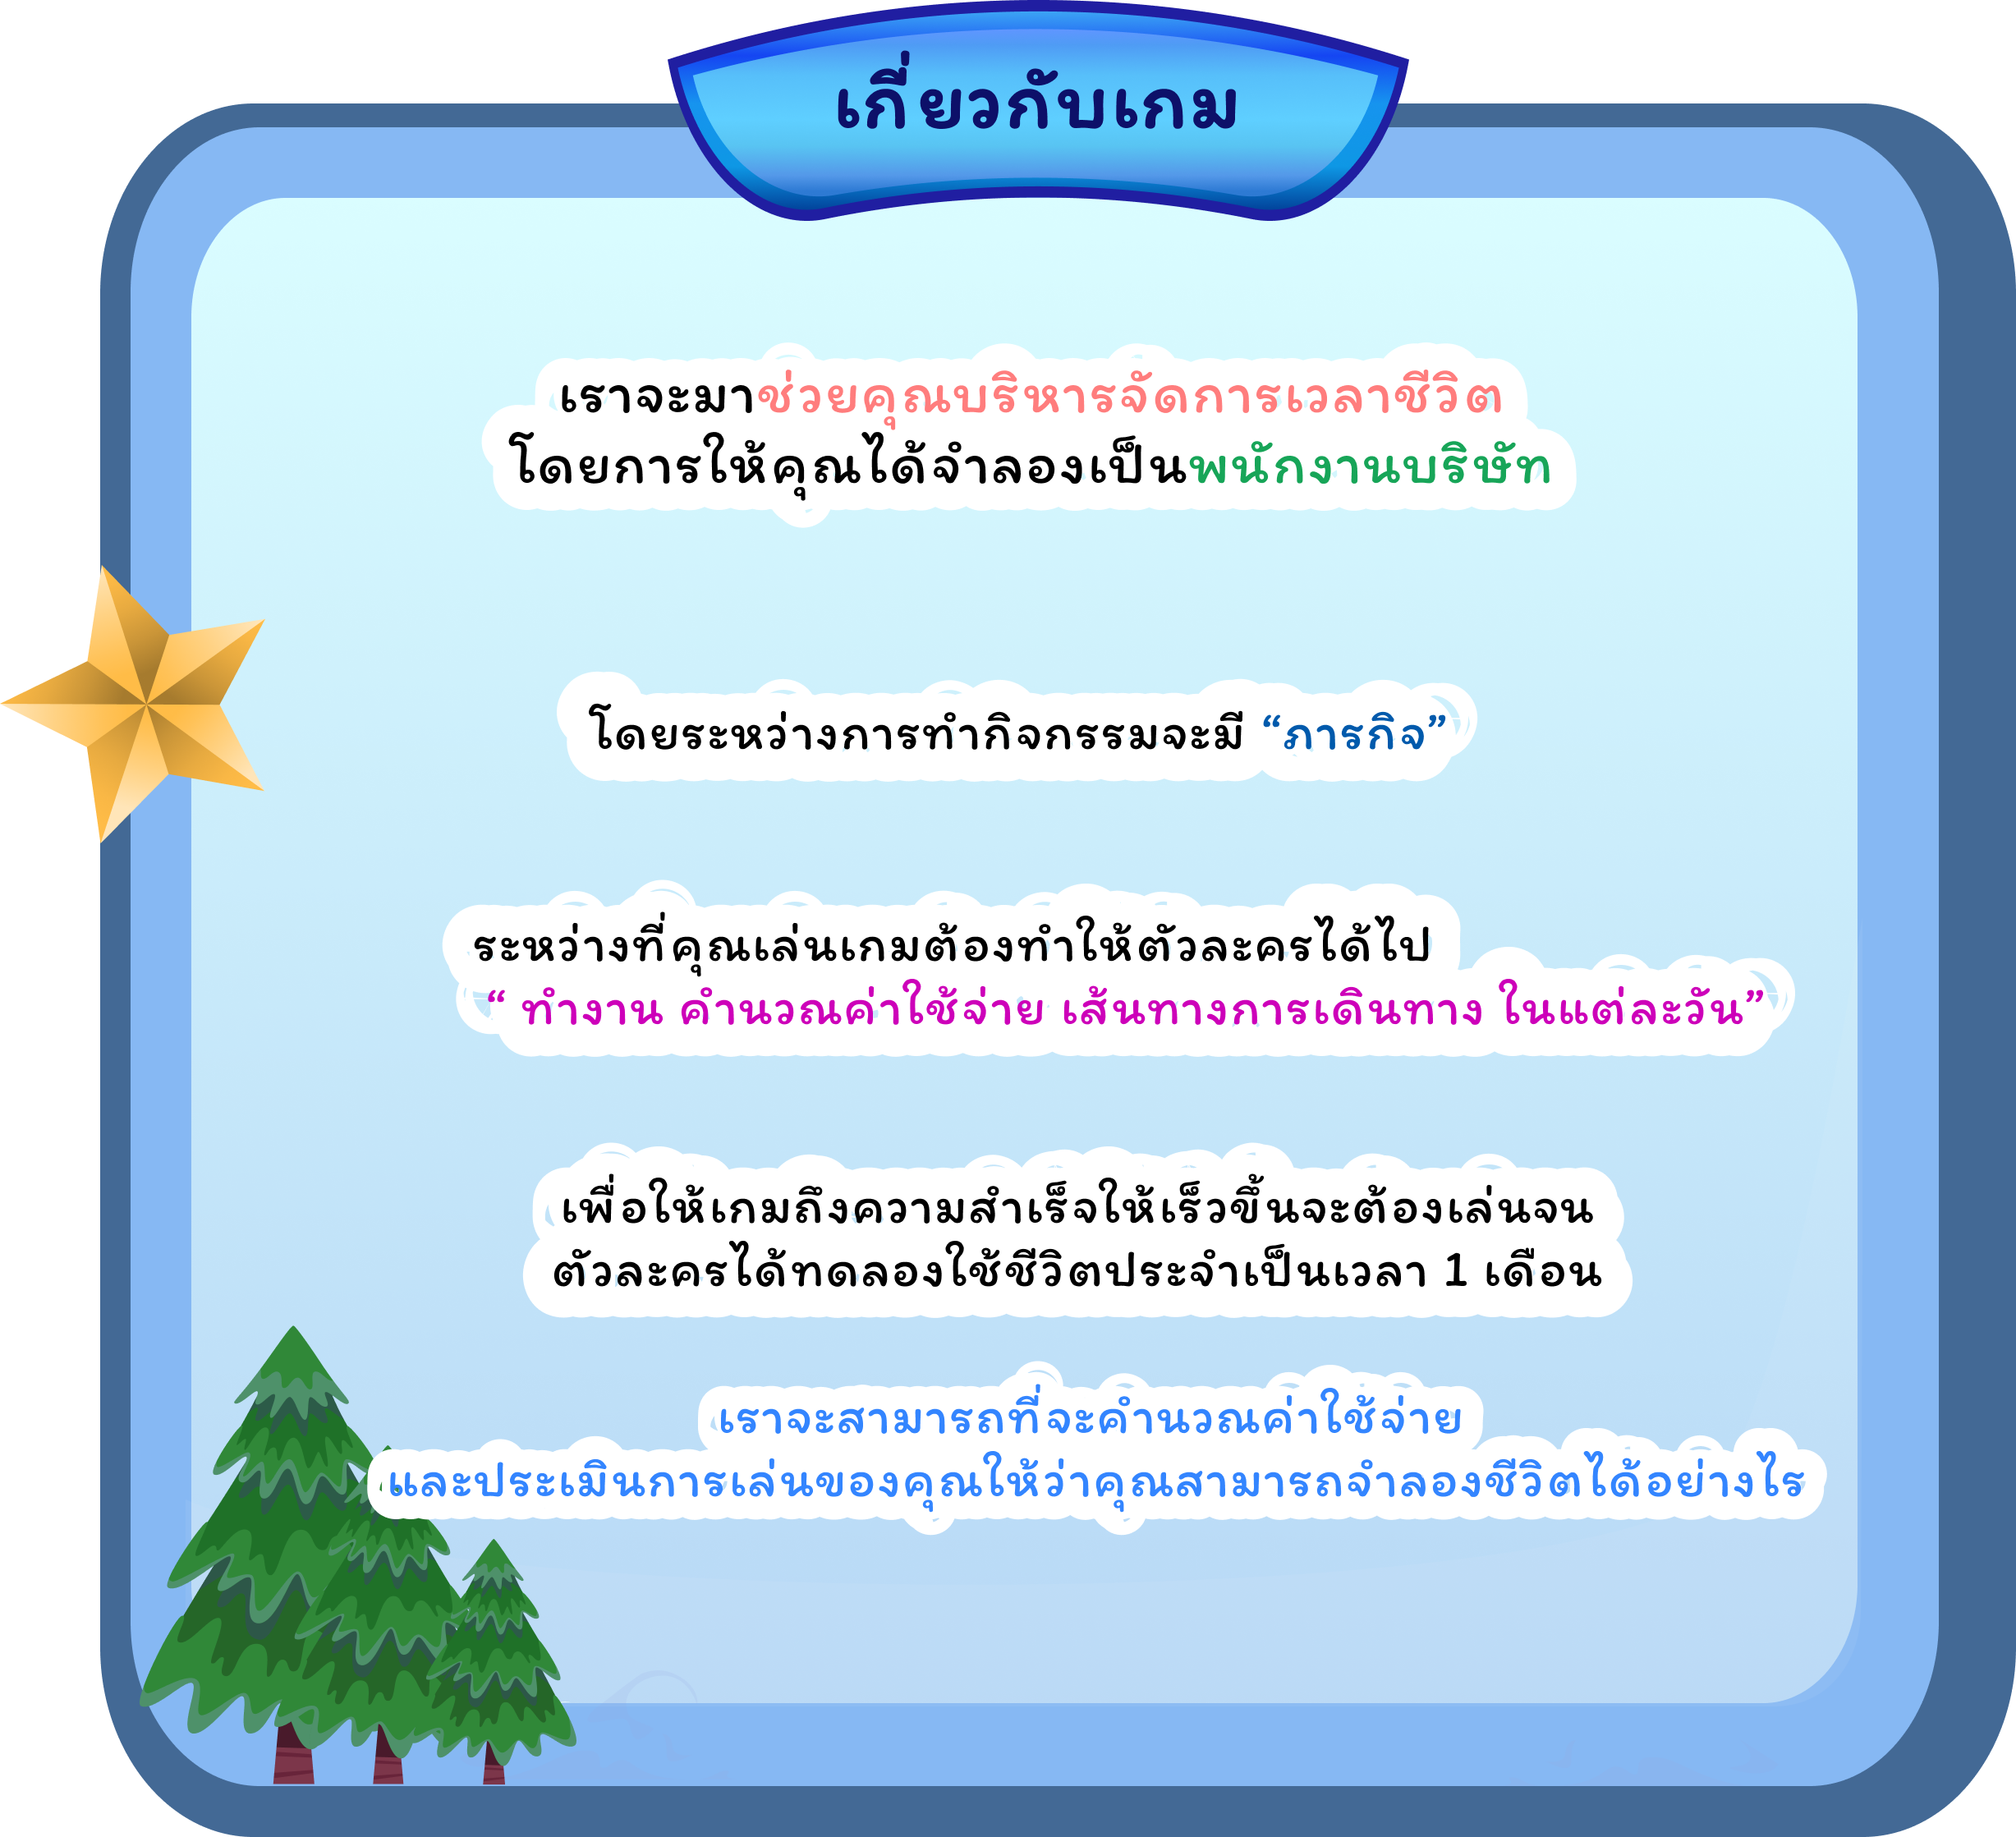 เกี่ยวกับเกม
เราจะมาช่วยคุณบริหารจัดการเวลาชีวิต
โดยการให้คุณได้จำลองเป็นพนักงานบริษัท
โดยระหว่างการทำกิจกรรมจะมี “ภารกิจ”
ระหว่างที่คุณเล่นเกมต้องทำให้ตัวละครได้ไป
“ ทำงาน คำนวณค่าใช้จ่าย เส้นทางการเดินทาง ในแต่ละวัน”
เพื่อให้เกมถึงความสำเร็จให้เร็วขึ้นจะต้องเล่นจน
ตัวละครได้ทดลองใช้ชีวิตประจำเป็นเวลา 1 เดือน
เราจะสามารถที่จะคำนวณค่าใช้จ่าย
และประเมินการเล่นของคุณให้ว่าคุณสามารถจำลองชีวิตได้อย่างไร